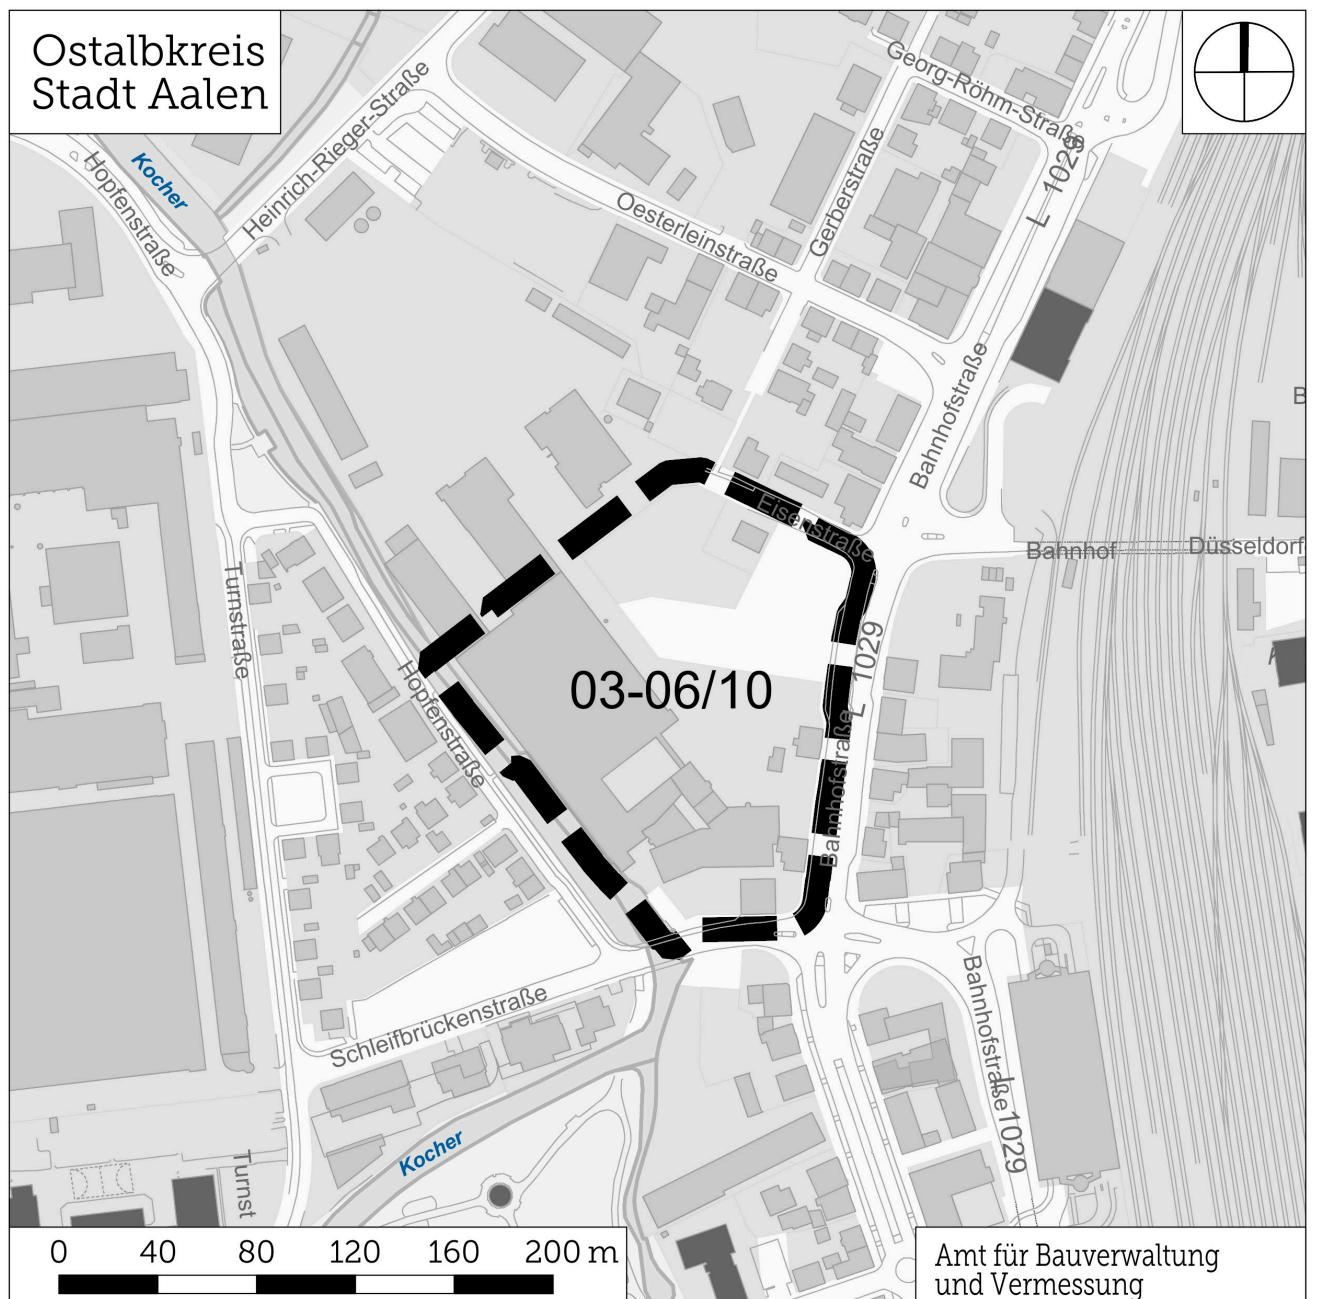 Ostalbkreis
Stadt Aalen
Georg-Röhm-Straße
Heinrich-Rieger-Straße
Kocher
Hopfenstraße
L 1029
Gerberstraße
Oesterleinstraße
Bahnhofstraße
B
Eisenstraße
Bahnhof
Düsseldorf
Turnstraße
L 1029
Hopfenstraße
03-06/10
Bahnhofstraße
Schleifbrückenstraße
Bahnhofstraße
L 1029
Kocher
Turnst
0 40 80 120 160 200 m
Amt für Bauverwaltung
und Vermessung